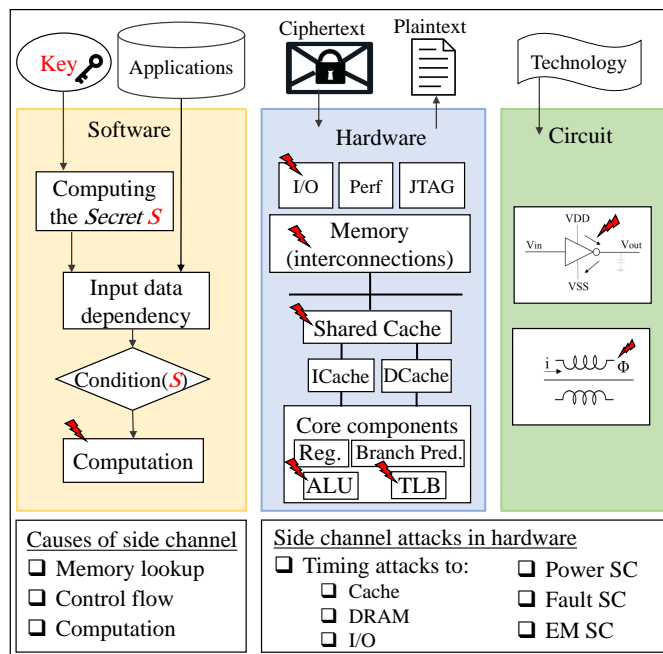 Key
Applications
Ciphertext
Plaintext
Technology
Software
Computing
the Secret S
Input data
dependency
Condition(S)
Computation
Hardware
I/O
Perf
JTAG
Memory
(interconnections)
Shared Cache
ICache
DCache
Core components
Reg.
Branch Pred.
ALU
TLB
Circuit
VDD
Vin
Vout
VSS
i
Φ
Causes of side channel
❑ Memory lookup
❑ Control flow
❑ Computation
Side channel attacks in hardware
❑ Timing attacks to:
❑ Cache
❑ DRAM
❑ I/O
❑ Power SC
❑ Fault SC
❑ EM SC